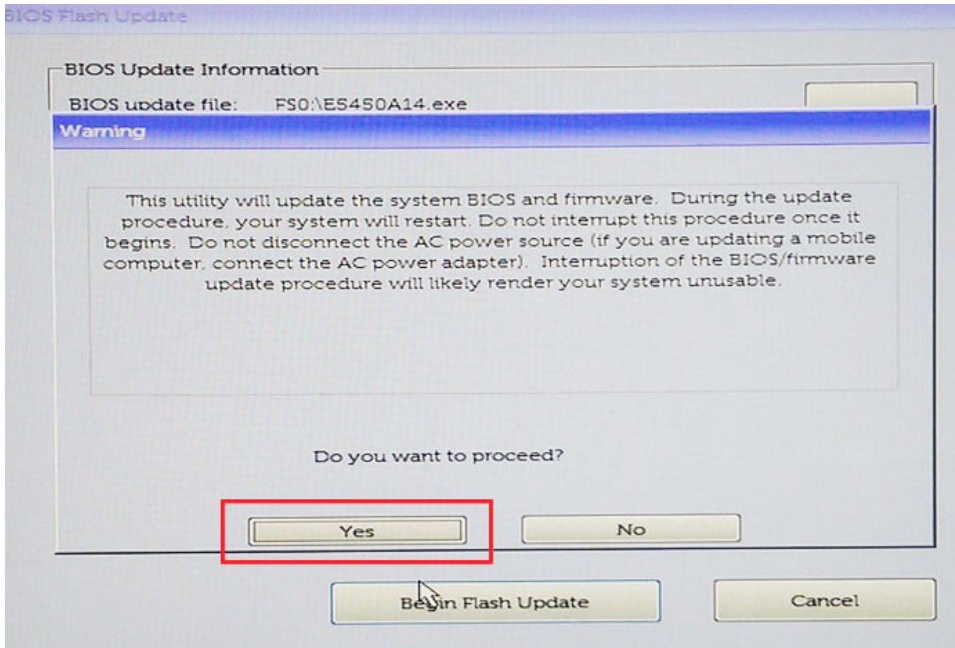 BIOS Flash Update
BIOS Update Information
BIOS update file: FS0:\E5450A14.exe
Warning
This utility will update the system BIOS and firmware. During the update
procedure, your system will restart. Do not interrupt this procedure once it
begins. Do not disconnect the AC power source (if you are updating a mobile
computer, connect the AC power adapter). Interruption of the BIOS/firmware
update procedure will likely render your system unusable.
Do you want to proceed?
Yes No
Begin Flash Update Cancel